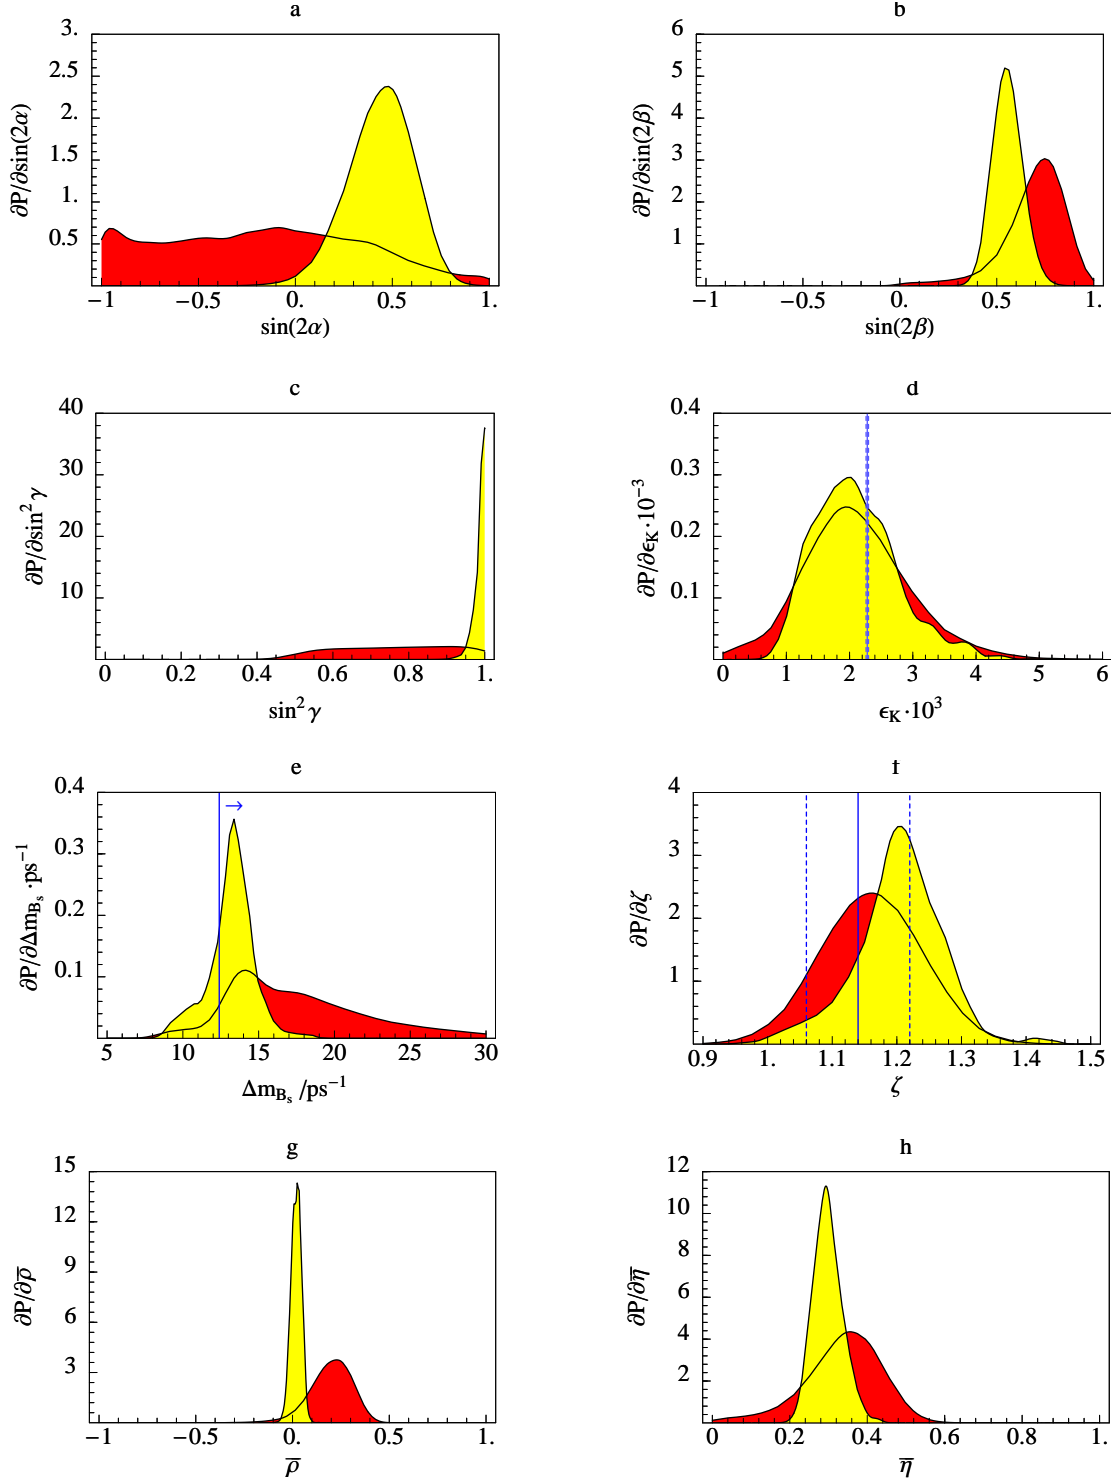 a
∂P/∂sin(2α)
3.
2.5
2.
1.5
1.
0.5
-1 -0.5 0. 0.5 1.
sin(2α)
b
∂P/∂sin(2β)
6
5
4
3
2
1
-1 -0.5 0. 0.5 1.
sin(2β)
c
∂P/∂sin² γ
40
30
20
10
0 0.2 0.4 0.6 0.8 1.
sin² γ
d
∂P/∂ϵK·10⁻³
0.4
0.3
0.2
0.1
0 1 2 3 4 5 6
ϵK·10³
e
∂P/∂ΔmBs·ps⁻¹
0.4
0.3
0.2
0.1
→
5 10 15 20 25 30
ΔmBs/ps⁻¹
f
∂P/∂ζ
4
3
2
1
0.9 1. 1.1 1.2 1.3 1.4 1.5
ζ
g
∂P/∂ρ̅
15
12
9
6
3
-1 -0.5 0. 0.5 1.
ρ̅
h
∂P/∂η̅
12
10
8
6
4
2
0 0.2 0.4 0.6 0.8 1.
η̅